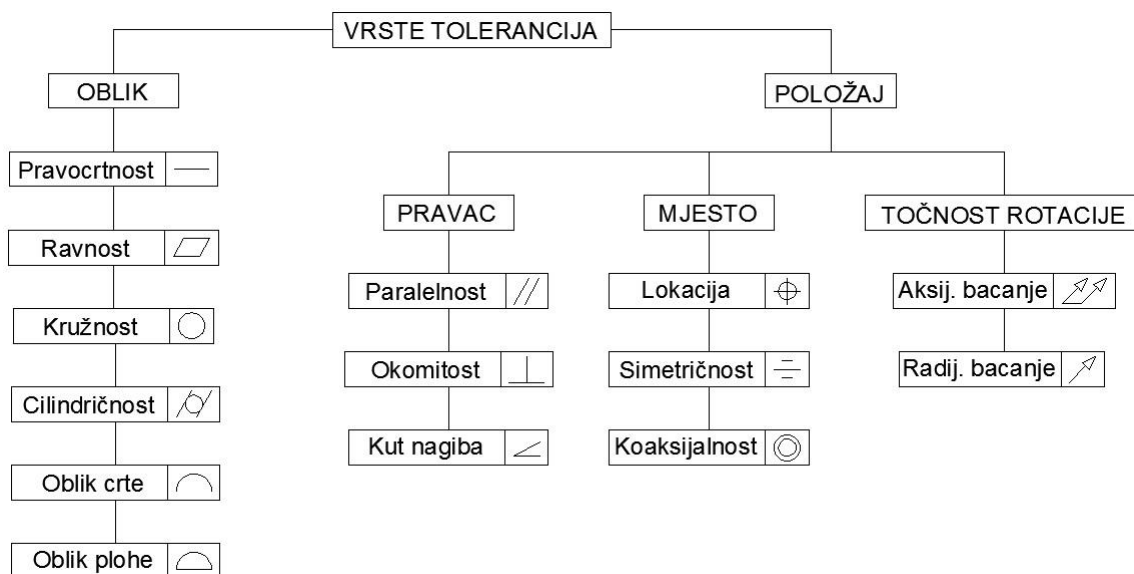 VRSTE TOLERANCIJA
OBLIK
POLOŽAJ
Pravocrtnost
Ravnost
Kružnost
Cilindričnost
Oblik crte
Oblik plohe
PRAVAC
Paralelnost
Okomitost
Kut nagiba
MJESTO
Lokacija
Simetričnost
Koaksijalnost
TOČNOST ROTACIJE
Aksij. bacanje
Radij. bacanje